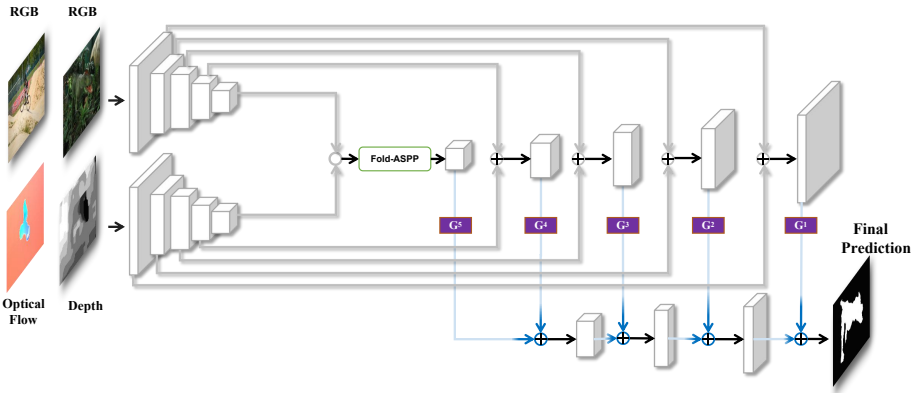 RGB RGB
Fold-ASPP
G5 G4 G3 G2 G1
Final
Prediction
Optical
Flow
Depth